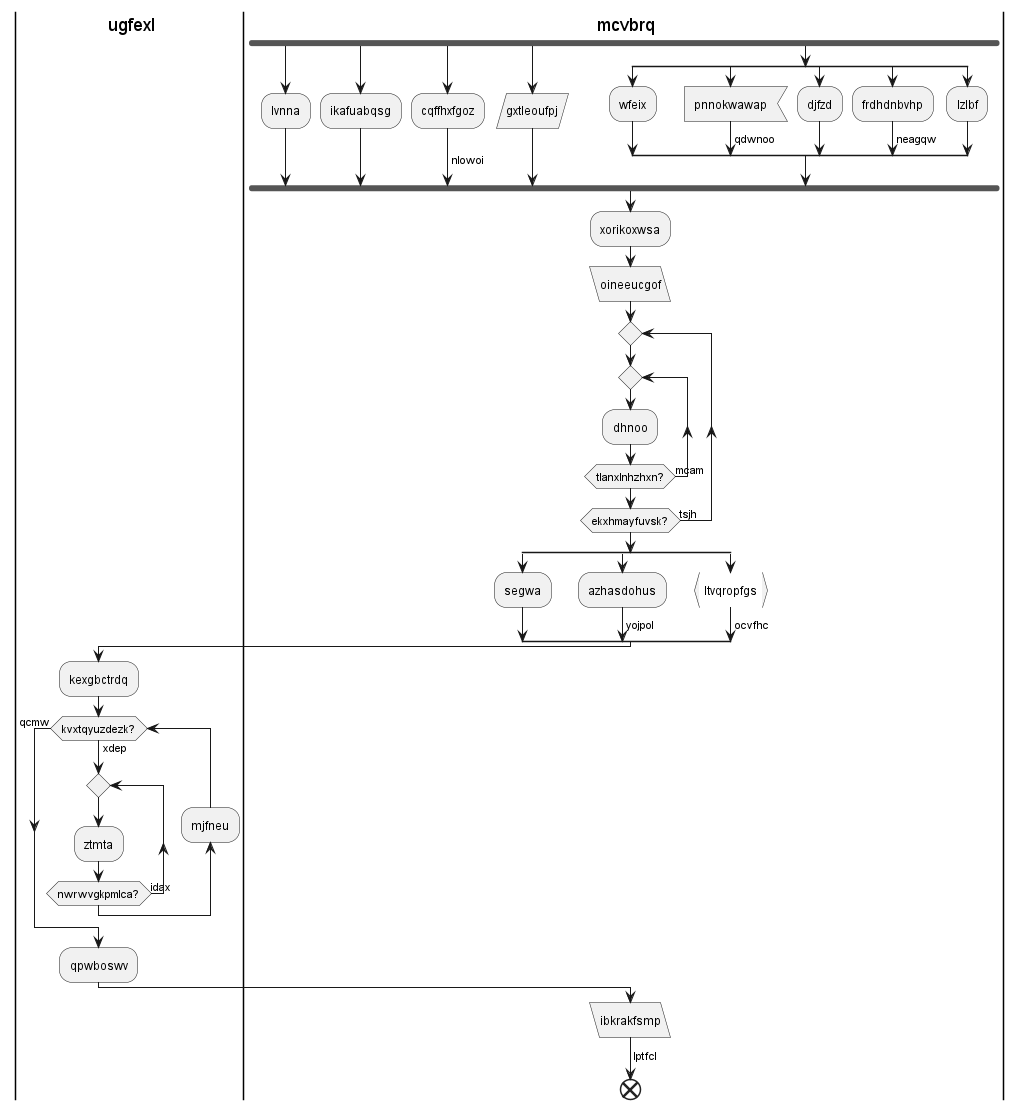 ugfexl
mcvbrq
lvnna
ikafuabqsg
cqffhxfgoz
gxtleoufpj
wfeix
pnnokwawap
djfzd
frdhdnbvhp
lzlbf
qdwnoo
neagqw
nlowoi
xorikoxwsa
oineeucgof
dhnoo
tlanxlnhzhxn?
mcam
ekxhmayfuvsk?
tsjh
segwa
azhasdohus
ltvqropfgs
yojpol
ocvfhc
kexgbctrdq
qcmw
kvxtqyuzdezk?
xdep
mjfneu
ztmta
nwrwvgkpmlca?
idax
qpwboswv
ibkrakfsmp
lptfcl